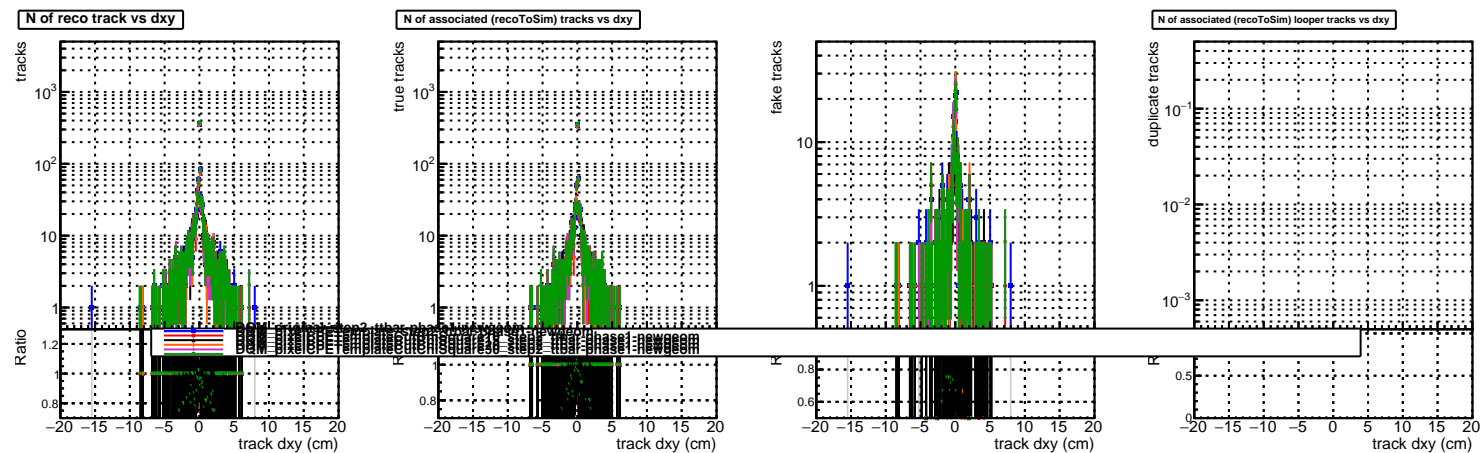 N of reco track vs dxy
tracks
10³
10²
10
1
Ratio
1.2
1
0.8
−20 −15 −10 −5 0 5 10 15 20
track dxy (cm)
N of associated (recoToSim) tracks vs dxy
true tracks
10³
10²
10
1
1
0.8
−20 −15 −10 −5 0 5 10 15 20
track dxy (cm)
fake tracks
10
1
0.8
0.6
−20 −15 −10 −5 0 5 10 15 20
track dxy (cm)
N of associated (recoToSim) looper tracks vs dxy
duplicate tracks
10⁻¹
10⁻²
10⁻³
0.5
0
−20 −15 −10 −5 0 5 10 15 20
track dxy (cm)
DQM_pixelCPETemplateCutChiSquare30_step2_ttbar-phase1-newgeom